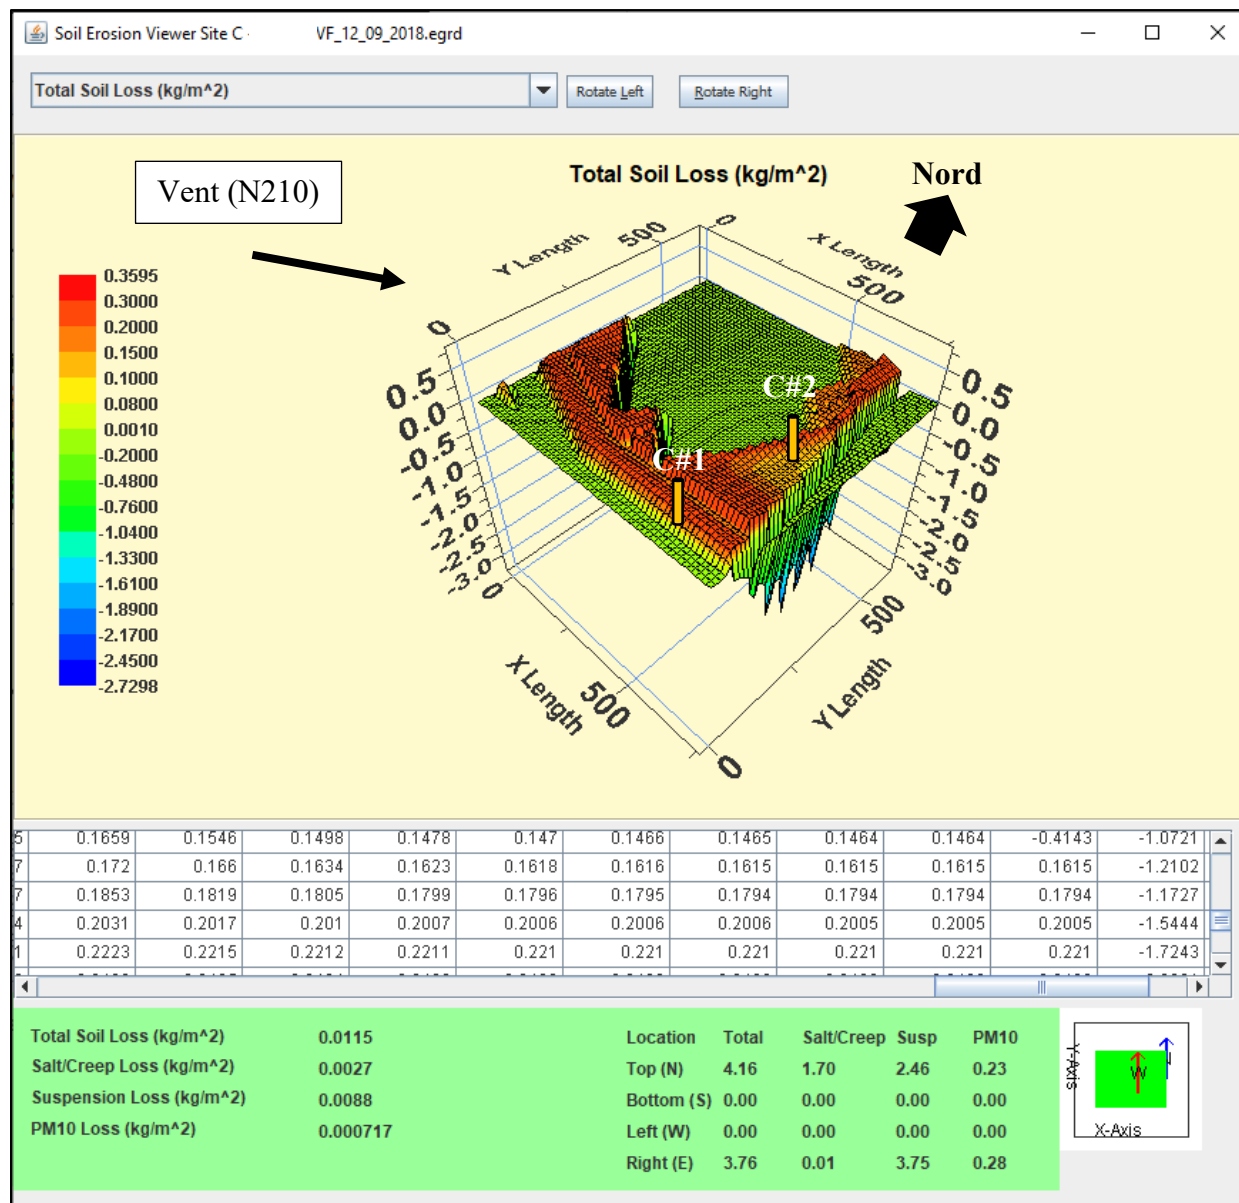 Soil Erosion Viewer Site C - VF_12_09_2018.egrd
Total Soil Loss (kg/m^2)
Rotate Left
Rotate Right
Vent (N210)
Total Soil Loss (kg/m^2)
Nord
Y Length
500
0
X Length
500
0
0.3595
0.3000
0.2000
0.1500
0.1000
0.0800
0.0010
-0.2000
-0.4800
-0.7600
-1.0400
-1.3300
-1.6100
-1.8900
-2.1700
-2.4500
-2.7298
0.5
0.0
-0.5
-1.0
-1.5
-2.0
-2.5
-3.0
C#2
C#1
0.5
0.0
-0.5
-1.0
-1.5
-2.0
-2.5
-3.0
0
X Length
500
500
Y Length
0
5 0.1659 0.1546 0.1498 0.1478 0.147 0.1466 0.1465 0.1464 0.1464 -0.4143 -1.0721
7 0.172 0.166 0.1634 0.1623 0.1618 0.1616 0.1615 0.1615 0.1615 0.1615 -1.2102
7 0.1853 0.1819 0.1805 0.1799 0.1796 0.1795 0.1794 0.1794 0.1794 0.1794 -1.1727
4 0.2031 0.2017 0.201 0.2007 0.2006 0.2006 0.2006 0.2005 0.2005 0.2005 -1.5444
1 0.2223 0.2215 0.2212 0.2211 0.221 0.221 0.221 0.221 0.221 0.221 -1.7243
Total Soil Loss (kg/m^2) 0.0115
Salt/Creep Loss (kg/m^2) 0.0027
Suspension Loss (kg/m^2) 0.0088
PM10 Loss (kg/m^2) 0.000717
Location Total Salt/Creep Susp PM10
Top (N) 4.16 1.70 2.46 0.23
Bottom (S) 0.00 0.00 0.00 0.00
Left (W) 0.00 0.00 0.00 0.00
Right (E) 3.76 0.01 3.75 0.28
Y-Axis
W
X-Axis